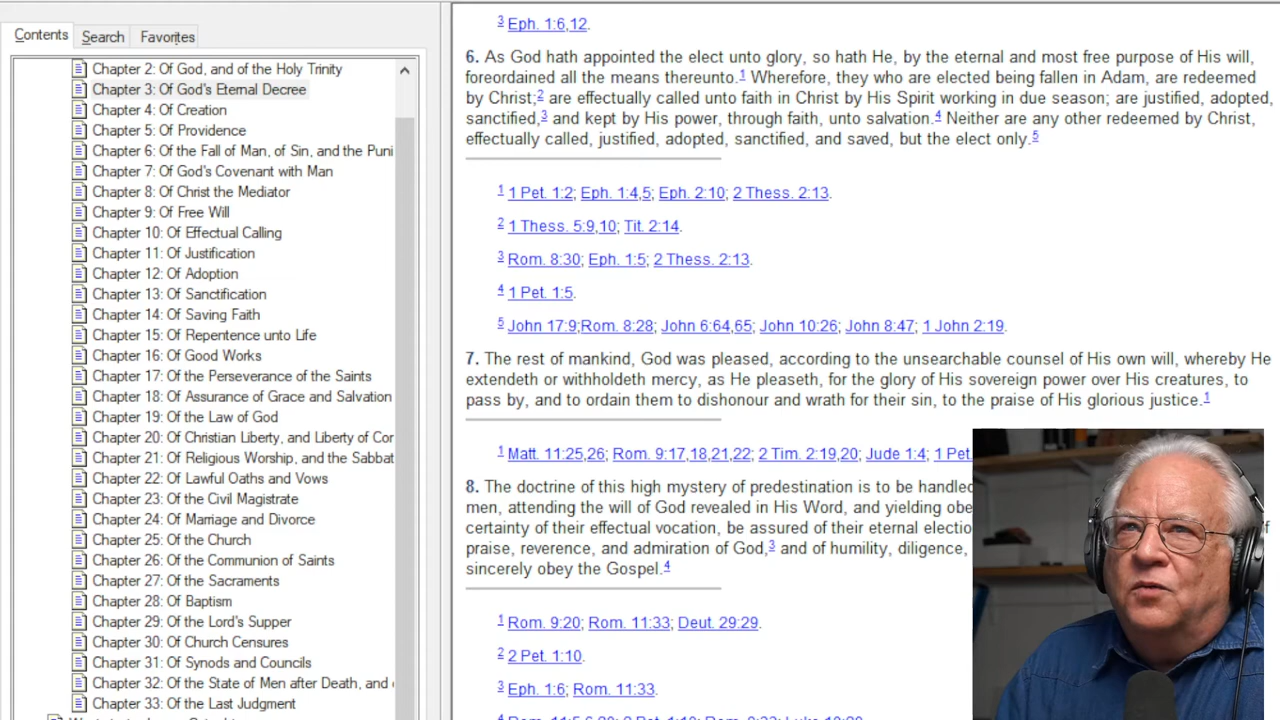 Contents
Search
Favorites
Chapter 2: Of God, and of the Holy Trinity
Chapter 3: Of God's Eternal Decree
Chapter 4: Of Creation
Chapter 5: Of Providence
Chapter 6: Of the Fall of Man, of Sin, and the Puni
Chapter 7: Of God's Covenant with Man
Chapter 8: Of Christ the Mediator
Chapter 9: Of Free Will
Chapter 10: Of Effectual Calling
Chapter 11: Of Justification
Chapter 12: Of Adoption
Chapter 13: Of Sanctification
Chapter 14: Of Saving Faith
Chapter 15: Of Repentence unto Life
Chapter 16: Of Good Works
Chapter 17: Of the Perseverance of the Saints
Chapter 18: Of Assurance of Grace and Salvation
Chapter 19: Of the Law of God
Chapter 20: Of Christian Liberty, and Liberty of Cor
Chapter 21: Of Religious Worship, and the Sabbat
Chapter 22: Of Lawful Oaths and Vows
Chapter 23: Of the Civil Magistrate
Chapter 24: Of Marriage and Divorce
Chapter 25: Of the Church
Chapter 26: Of the Communion of Saints
Chapter 27: Of the Sacraments
Chapter 28: Of Baptism
Chapter 29: Of the Lord's Supper
Chapter 30: Of Church Censures
Chapter 31: Of Synods and Councils
Chapter 32: Of the State of Men after Death, and
Chapter 33: Of the Last Judgment
3 Eph. 1:6,12.
6. As God hath appointed the elect unto glory, so hath He, by the eternal and most free purpose of His will,
foreordained all the means thereunto.1 Wherefore, they who are elected being fallen in Adam, are redeemed
by Christ;2 are effectually called unto faith in Christ by His Spirit working in due season; are justified, adopted,
sanctified,3 and kept by His power, through faith, unto salvation.4 Neither are any other redeemed by Christ,
effectually called, justified, adopted, sanctified, and saved, but the elect only.5
1 1 Pet. 1:2; Eph. 1:4,5; Eph. 2:10; 2 Thess. 2:13.
2 1 Thess. 5:9,10; Tit. 2:14.
3 Rom. 8:30; Eph. 1:5; 2 Thess. 2:13.
4 1 Pet. 1:5.
5 John 17:9;Rom. 8:28; John 6:64,65; John 10:26; John 8:47; 1 John 2:19.
7. The rest of mankind, God was pleased, according to the unsearchable counsel of His own will, whereby He
extendeth or withholdeth mercy, as He pleaseth, for the glory of His sovereign power over His creatures, to
pass by, and to ordain them to dishonour and wrath for their sin, to the praise of His glorious justice.1
1 Matt. 11:25,26; Rom. 9:17,18,21,22; 2 Tim. 2:19,20; Jude 1:4; 1 Pet.
8. The doctrine of this high mystery of predestination is to be handled
men, attending the will of God revealed in His Word, and yielding obe
certainty of their effectual vocation, be assured of their eternal electio
praise, reverence, and admiration of God,3 and of humility, diligence,
sincerely obey the Gospel.4
1 Rom. 9:20; Rom. 11:33; Deut. 29:29.
2 2 Pet. 1:10.
3 Eph. 1:6; Rom. 11:33.